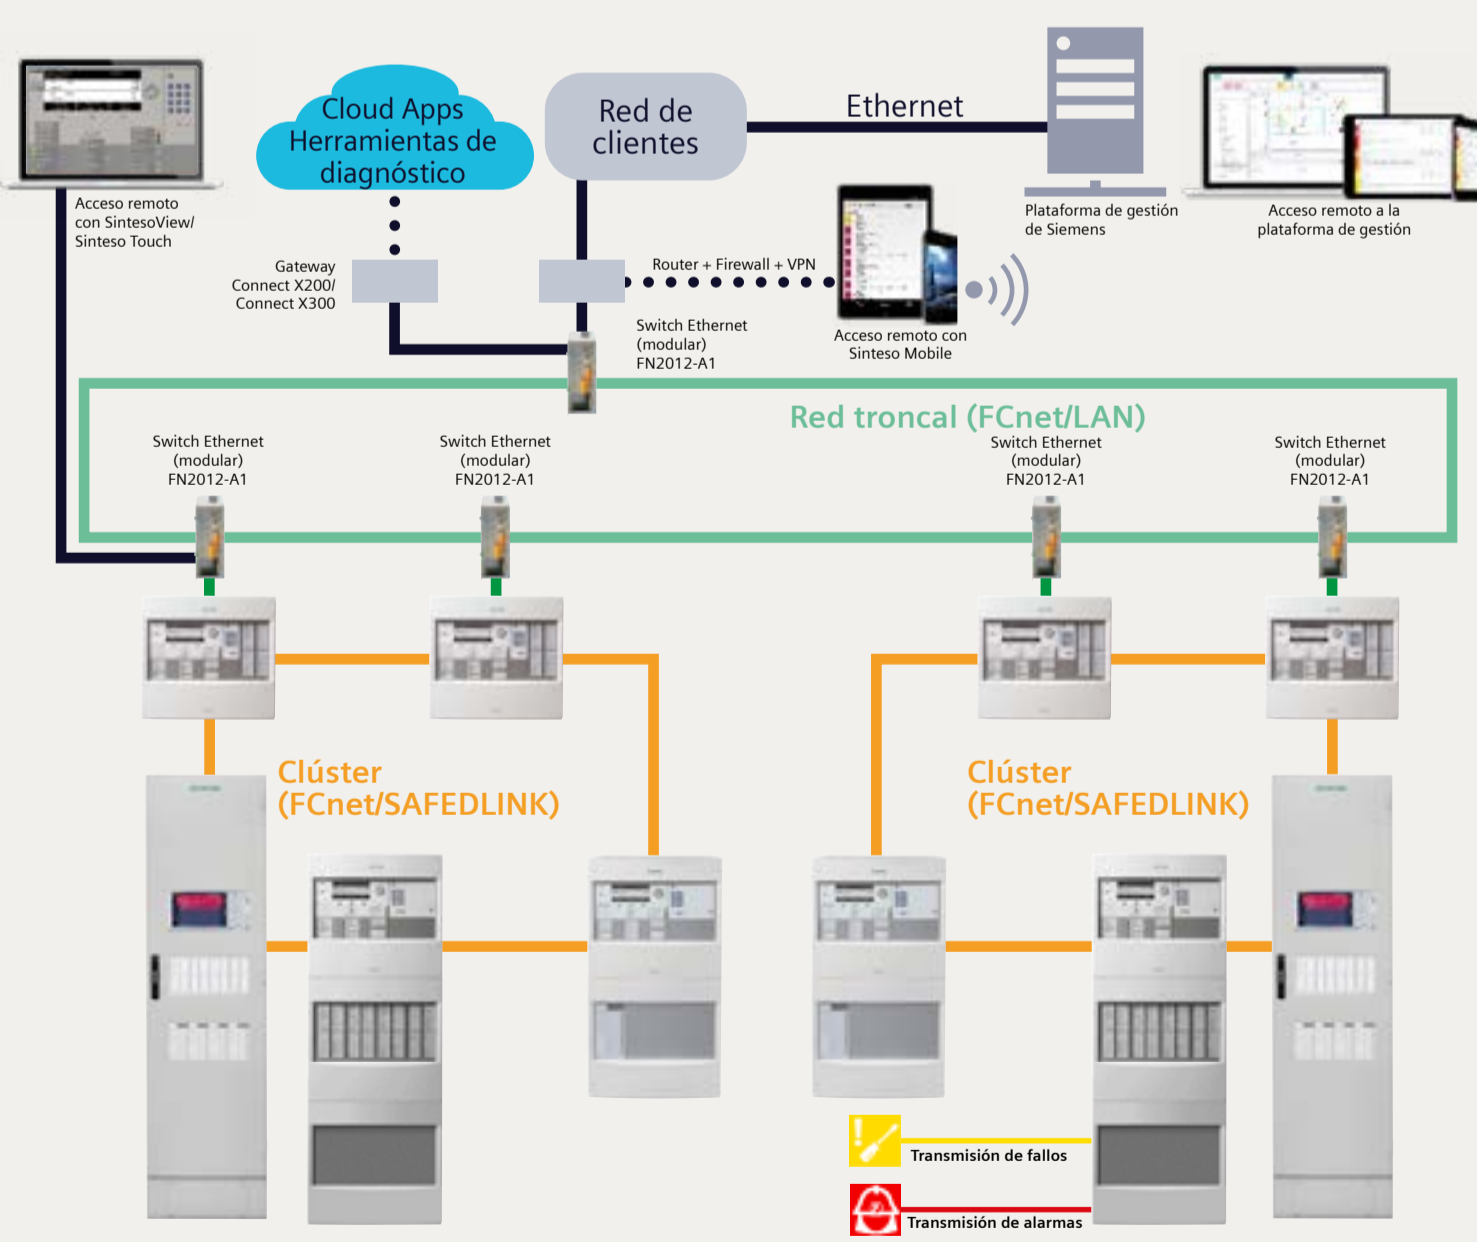 Cloud Apps
Herramientas de
diagnóstico
Red de
clientes
Ethernet
Acceso remoto
con SintesoView/
Sinteso Touch
Plataforma de gestión
de Siemens
Acceso remoto a la
plataforma de gestión
Gateway
Connect X200/
Connect X300
Router + Firewall + VPN
Switch Ethernet
(modular)
FN2012-A1
Acceso remoto con
Sinteso Mobile
Red troncal (FCnet/LAN)
Switch Ethernet
(modular)
FN2012-A1
Switch Ethernet
(modular)
FN2012-A1
Switch Ethernet
(modular)
FN2012-A1
Switch Ethernet
(modular)
FN2012-A1
Clúster
(FCnet/SAFEDLINK)
Clúster
(FCnet/SAFEDLINK)
Transmisión de fallos
Transmisión de alarmas